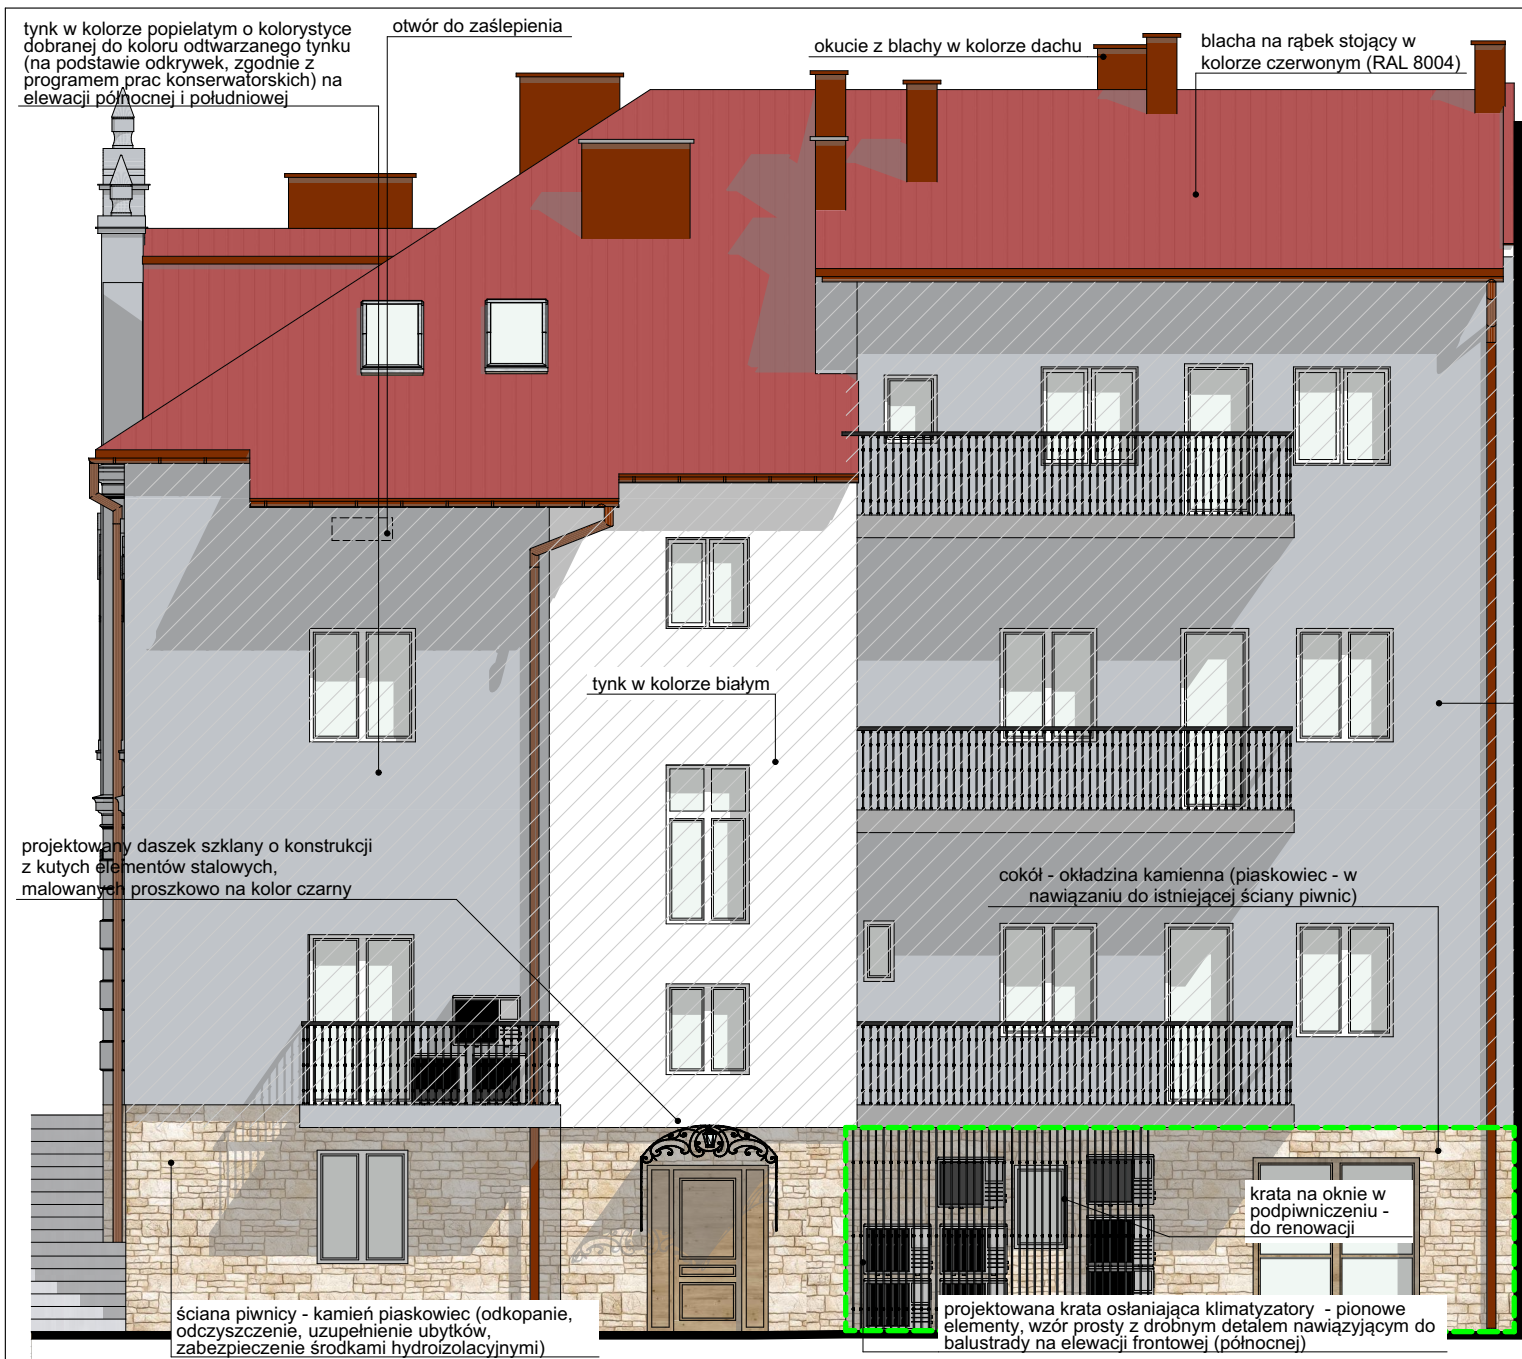 tynk w kolorze popielatym o kolorystyce
dobranej do koloru odtwarzanego tynku
(na podstawie odkrywek, zgodnie z
programem prac konserwatorskich) na
elewacji północnej i południowej
otwór do zaślepienia
okucie z blachy w kolorze dachu
blacha na rąbek stojący w
kolorze czerwonym (RAL 8004)
tynk w kolorze białym
projektowany daszek szklany o konstrukcji
z kutych elementów stalowych,
malowanych proszkowo na kolor czarny
cokół - okładzina kamienna (piaskowiec - w
nawiązaniu do istniejącej ściany piwnic)
krata na oknie w
podpiwniczeniu -
do renowacji
ściana piwnicy - kamień piaskowiec (odkopanie,
odczyszczenie, uzupełnienie ubytków,
zabezpieczenie środkami hydroizolacyjnymi)
projektowana krata osłaniająca klimatyzatory - pionowe
elementy, wzór prosty z drobnym detalem nawiązyjącym do
balustrady na elewacji frontowej (północnej)